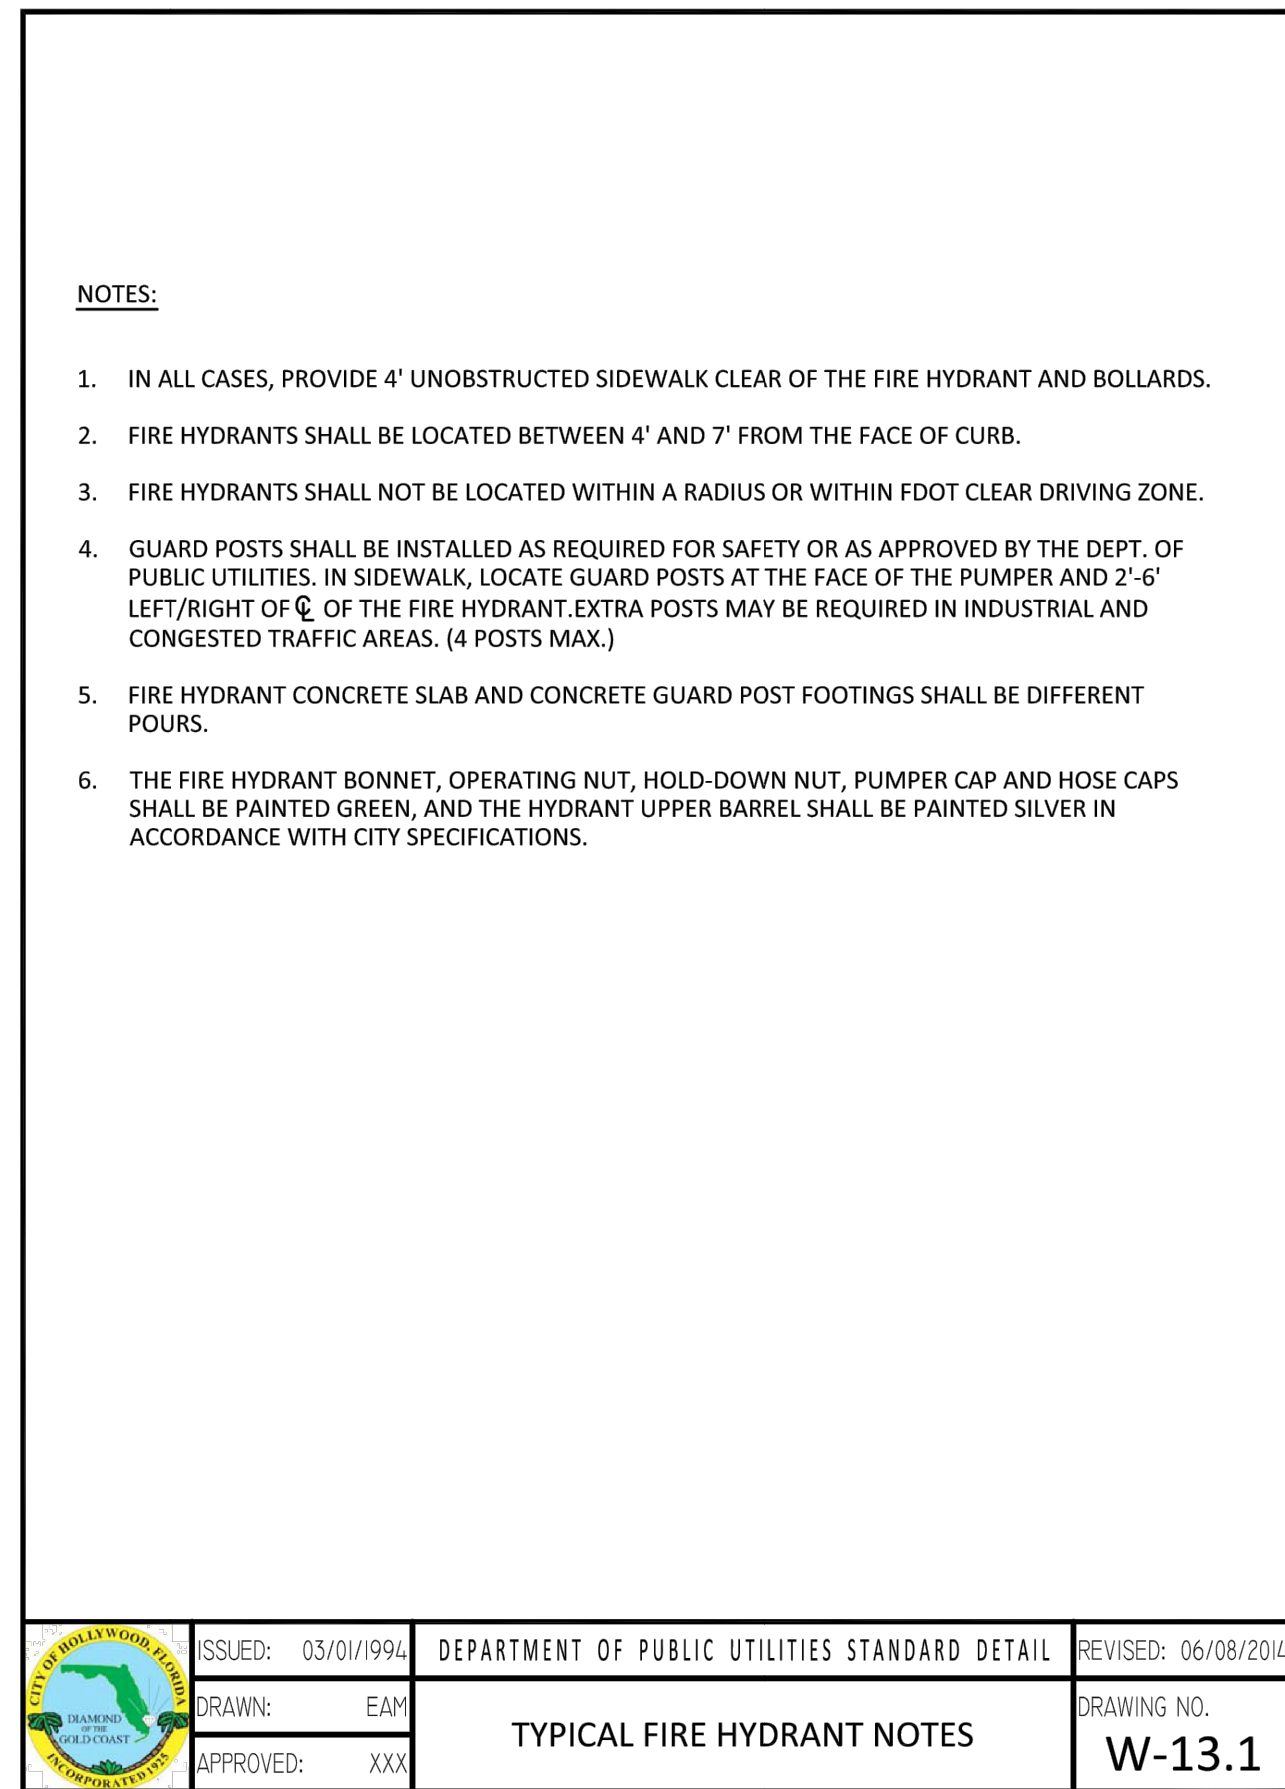 NOTES:
1. IN ALL CASES, PROVIDE 4' UNOBSTRUCTED SIDEWALK CLEAR OF THE FIRE HYDRANT AND BOLLARDS.
2. FIRE HYDRANTS SHALL BE LOCATED BETWEEN 4' AND 7' FROM THE FACE OF CURB.
3. FIRE HYDRANTS SHALL NOT BE LOCATED WITHIN A RADIUS OR WITHIN FDOT CLEAR DRIVING ZONE.
4. GUARD POSTS SHALL BE INSTALLED AS REQUIRED FOR SAFETY OR AS APPROVED BY THE DEPT. OF
PUBLIC UTILITIES. IN SIDEWALK, LOCATE GUARD POSTS AT THE FACE OF THE PUMPER AND 2'-6'
LEFT/RIGHT OF ℄ OF THE FIRE HYDRANT.EXTRA POSTS MAY BE REQUIRED IN INDUSTRIAL AND
CONGESTED TRAFFIC AREAS. (4 POSTS MAX.)
5. FIRE HYDRANT CONCRETE SLAB AND CONCRETE GUARD POST FOOTINGS SHALL BE DIFFERENT
POURS.
6. THE FIRE HYDRANT BONNET, OPERATING NUT, HOLD-DOWN NUT, PUMPER CAP AND HOSE CAPS
SHALL BE PAINTED GREEN, AND THE HYDRANT UPPER BARREL SHALL BE PAINTED SILVER IN
ACCORDANCE WITH CITY SPECIFICATIONS.
CITY OF HOLLYWOOD, FLORIDA
DIAMOND
OF THE
GOLD COAST
INCORPORATED 1925
ISSUED: 03/01/1994
DRAWN: EAM
APPROVED: XXX
DEPARTMENT OF PUBLIC UTILITIES STANDARD DETAIL
TYPICAL FIRE HYDRANT NOTES
REVISED: 06/08/2014
DRAWING NO.
W-13.1